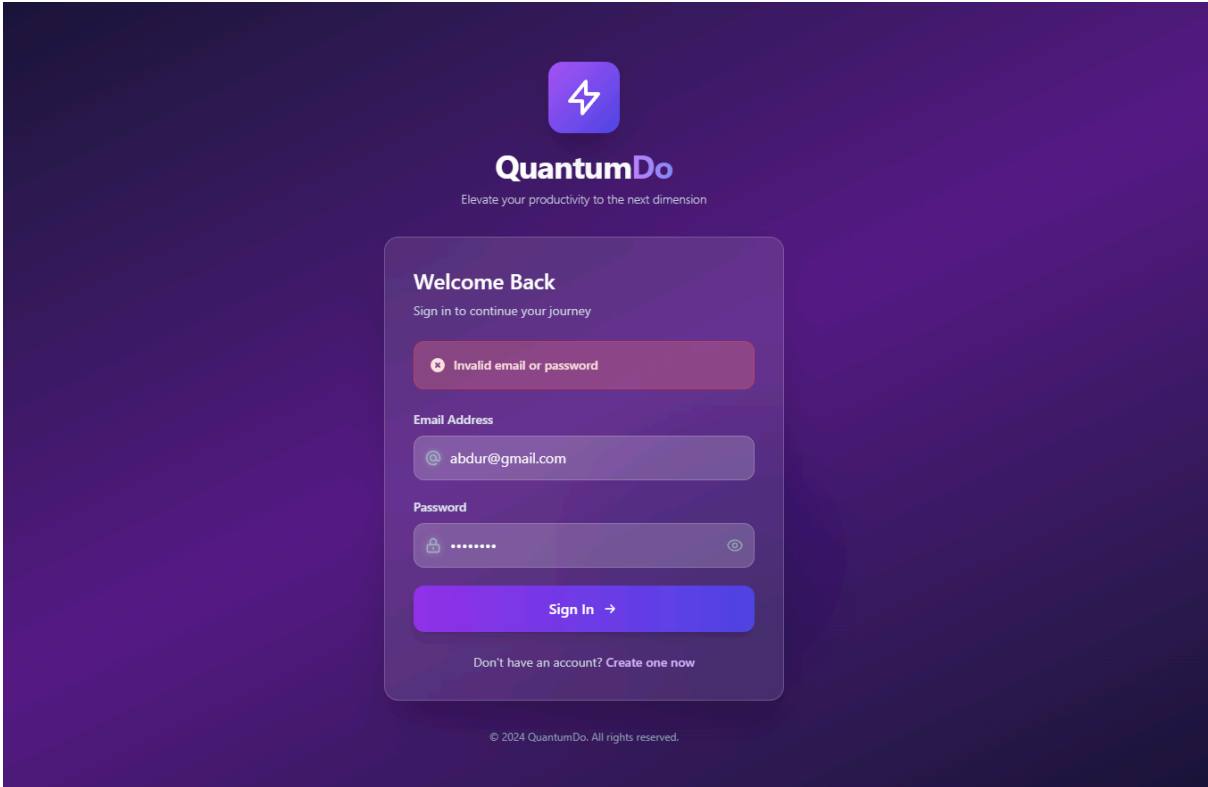 QuantumDo
Elevate your productivity to the next dimension
Welcome Back
Sign in to continue your journey
Invalid email or password
Email Address
abdur@gmail.com
Password
••••••••
Sign In →
Don't have an account? Create one now
© 2024 QuantumDo. All rights reserved.